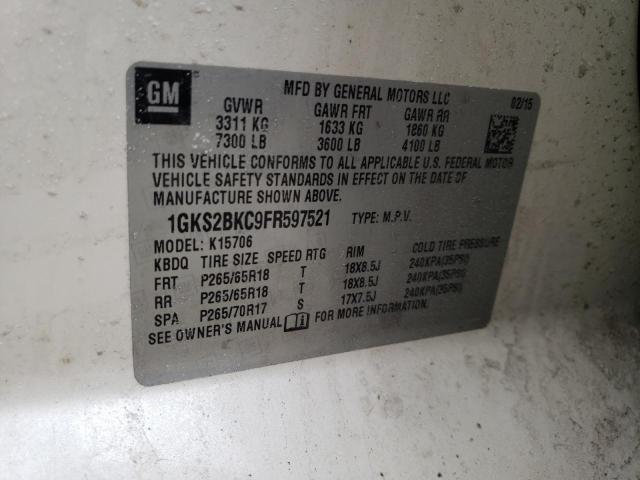 GM
MFD BY GENERAL MOTORS LLC 02/15
GVWR GAWR FRT GAWR RR
3311 KG 1633 KG 1860 KG
7300 LB 3600 LB 4100 LB
THIS VEHICLE CONFORMS TO ALL APPLICABLE U.S. FEDERAL MOTOR
VEHICLE SAFETY STANDARDS IN EFFECT ON THE DATE OF
MANUFACTURE SHOWN ABOVE.
1GKS2BKC9FR597521 TYPE: M.P.V.
MODEL: K15706
KBDQ TIRE SIZE SPEED RTG RIM COLD TIRE PRESSURE
FRT P265/65R18 T 18X8.5J 240KPA(35PSI)
RR P265/65R18 T 18X8.5J 240KPA(35PSI)
SPA P265/70R17 S 17X7.5J 240KPA(35PSI)
SEE OWNER'S MANUAL FOR MORE INFORMATION.